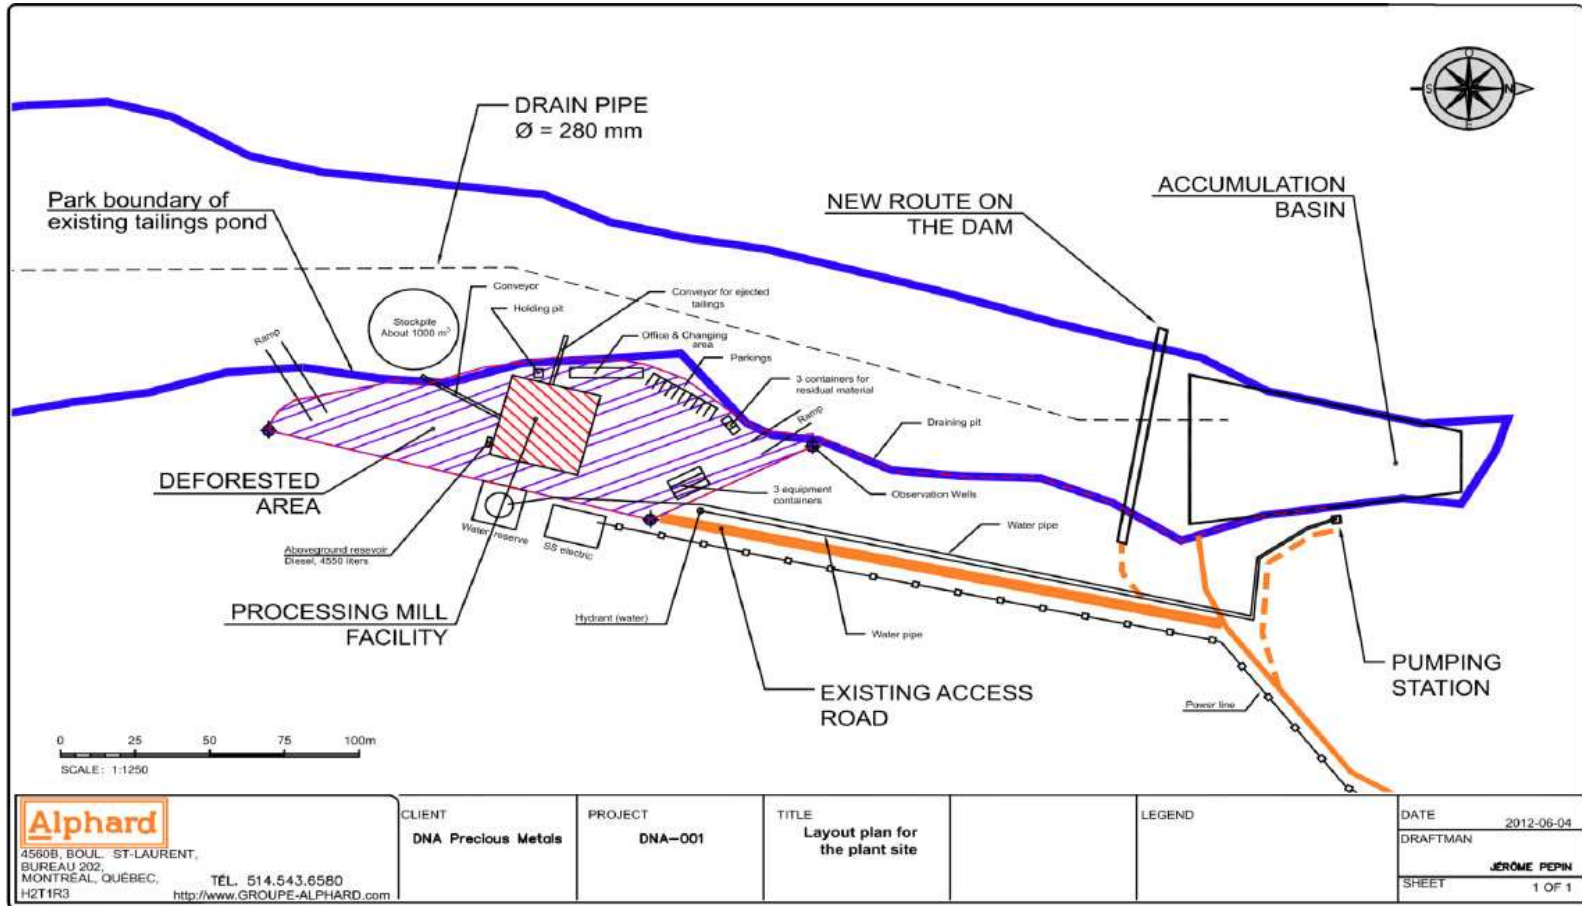 DRAIN PIPE
Ø = 280 mm
O
S
N
E
Park boundary of
existing tailings pond
NEW ROUTE ON
THE DAM
ACCUMULATION
BASIN
Conveyor
Conveyor for ejected
tailings
Holding pit
Stockpile
About 1000 m³
Ramp
Office & Changing
area
Parkings
3 containers for
residual material
Ramp
Draining pit
DEFORESTED
AREA
3 equipment
containers
Observation Wells
Water reserve
SS electric
Water pipe
Aboveground resevoir
Diesel, 4550 liters
PROCESSING MILL
FACILITY
Hydrant (water)
Water pipe
EXISTING ACCESS
ROAD
PUMPING
STATION
Power line
0 25 50 75 100m
SCALE: 1:1250
Alphard
4560B, BOUL. ST-LAURENT,
BUREAU 202,
MONTRÉAL, QUÉBEC,
H2T1R3
TÉL. 514.543.6580
http://www.GROUPE-ALPHARD.com
CLIENT
DNA Precious Metals
PROJECT
DNA-001
TITLE
Layout plan for
the plant site
LEGEND
DATE
2012-06-04
DRAFTMAN
JÉRÔME PEPIN
SHEET
1 OF 1